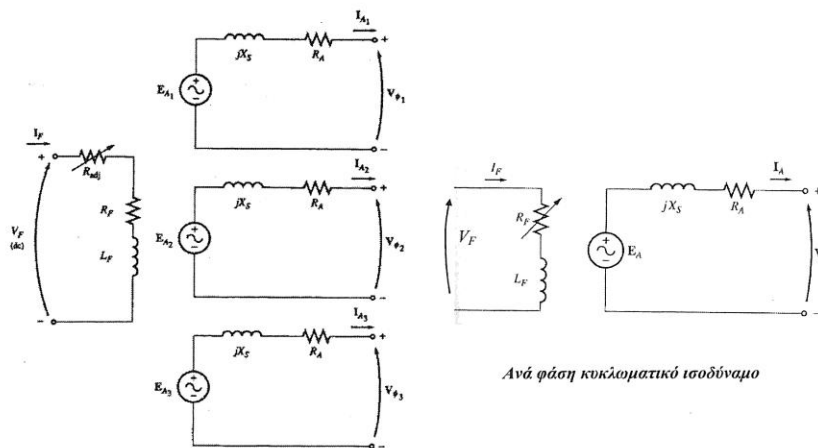 I_A1
+
jX_S
R_A
E_A1
+
~
−
V_ϕ1
−
I_F
+
R_adj
R_F
V_F
(dc)
L_F
−
I_A2
+
jX_S
R_A
E_A2
+
~
−
V_ϕ2
−
I_A3
+
jX_S
R_A
E_A3
+
~
−
V_ϕ3
−
I_F
V_F
R_F
L_F
I_A
+
jX_S
R_A
+
~
−
E_A
V
−
Ανά φάση κυκλωματικό ισοδύναμο